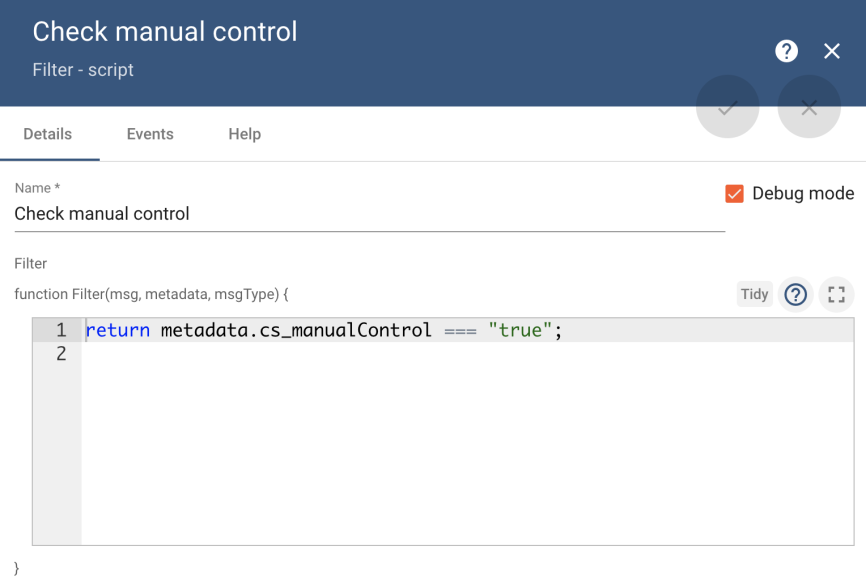 Check manual control
Filter - script
Details Events Help
Name *
Check manual control
Debug mode
Filter
function Filter(msg, metadata, msgType) {
Tidy
1 return metadata.cs_manualControl === "true";
2
}